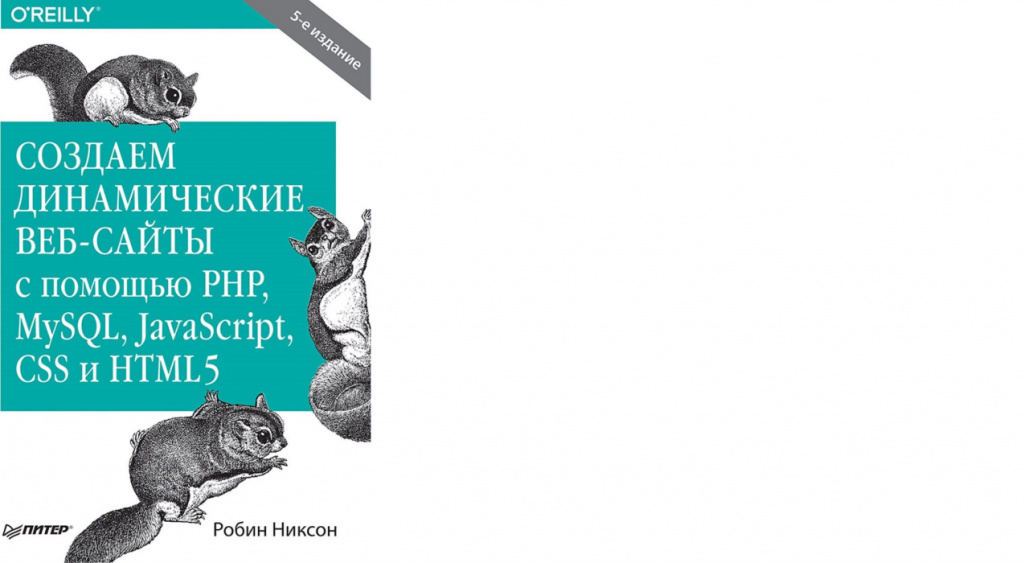 O'REILLY®
5-е издание
СОЗДАЕМ
ДИНАМИЧЕСКИЕ
ВЕБ-САЙТЫ
с помощью PHP,
MySQL, JavaScript,
CSS и HTML5
ПИТЕР®
Робин Никсон